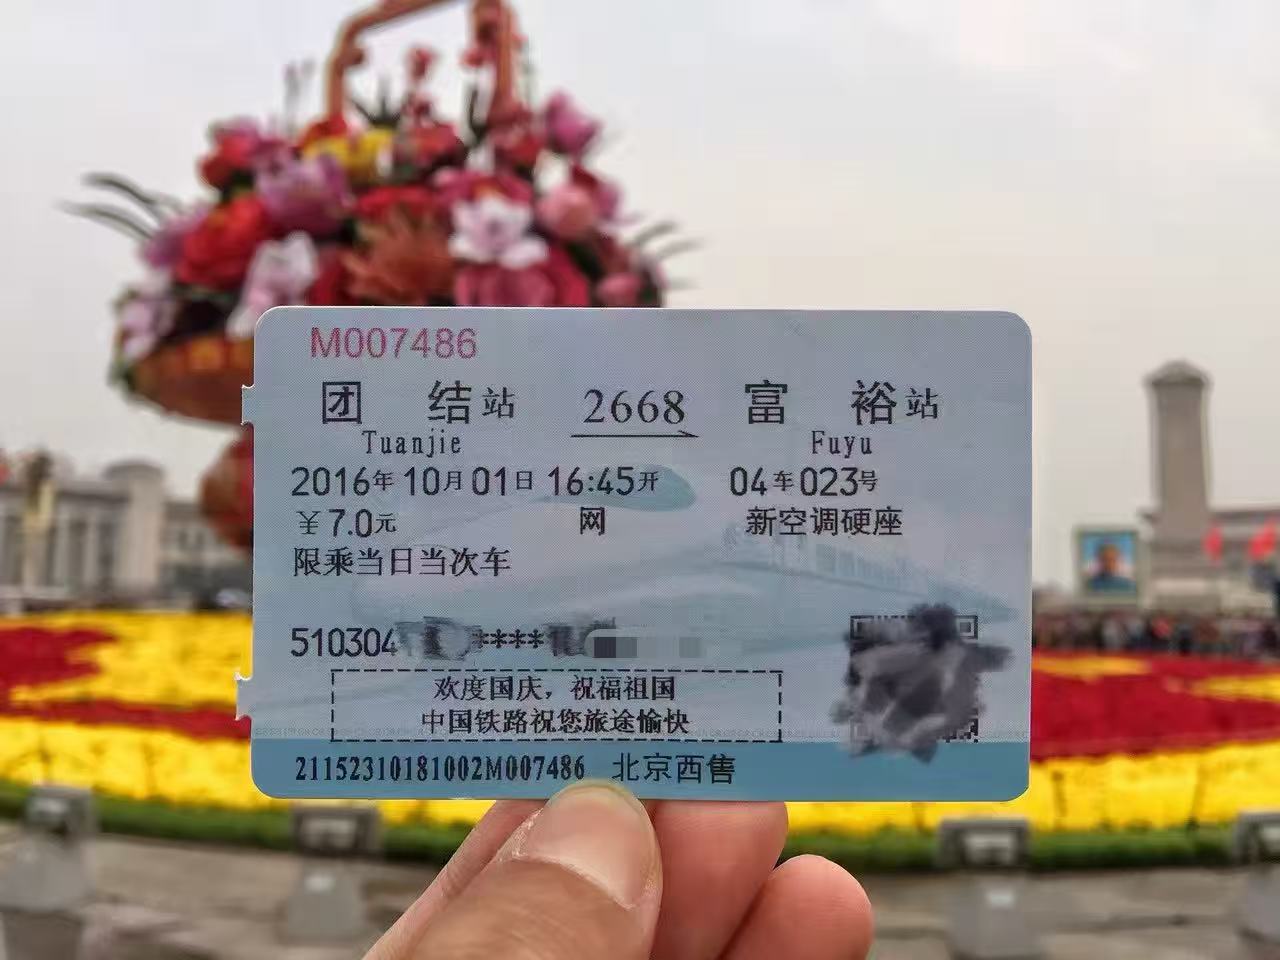 M007486
团 结站 2668 富 裕站
Tuanjie Fuyu
2016年10月01日 16:45开 04车023号
￥7.0元 网 新空调硬座
限乘当日当次车
510304 ****
欢度国庆，祝福祖国
中国铁路祝您旅途愉快
21152310181002M007486 北京西售